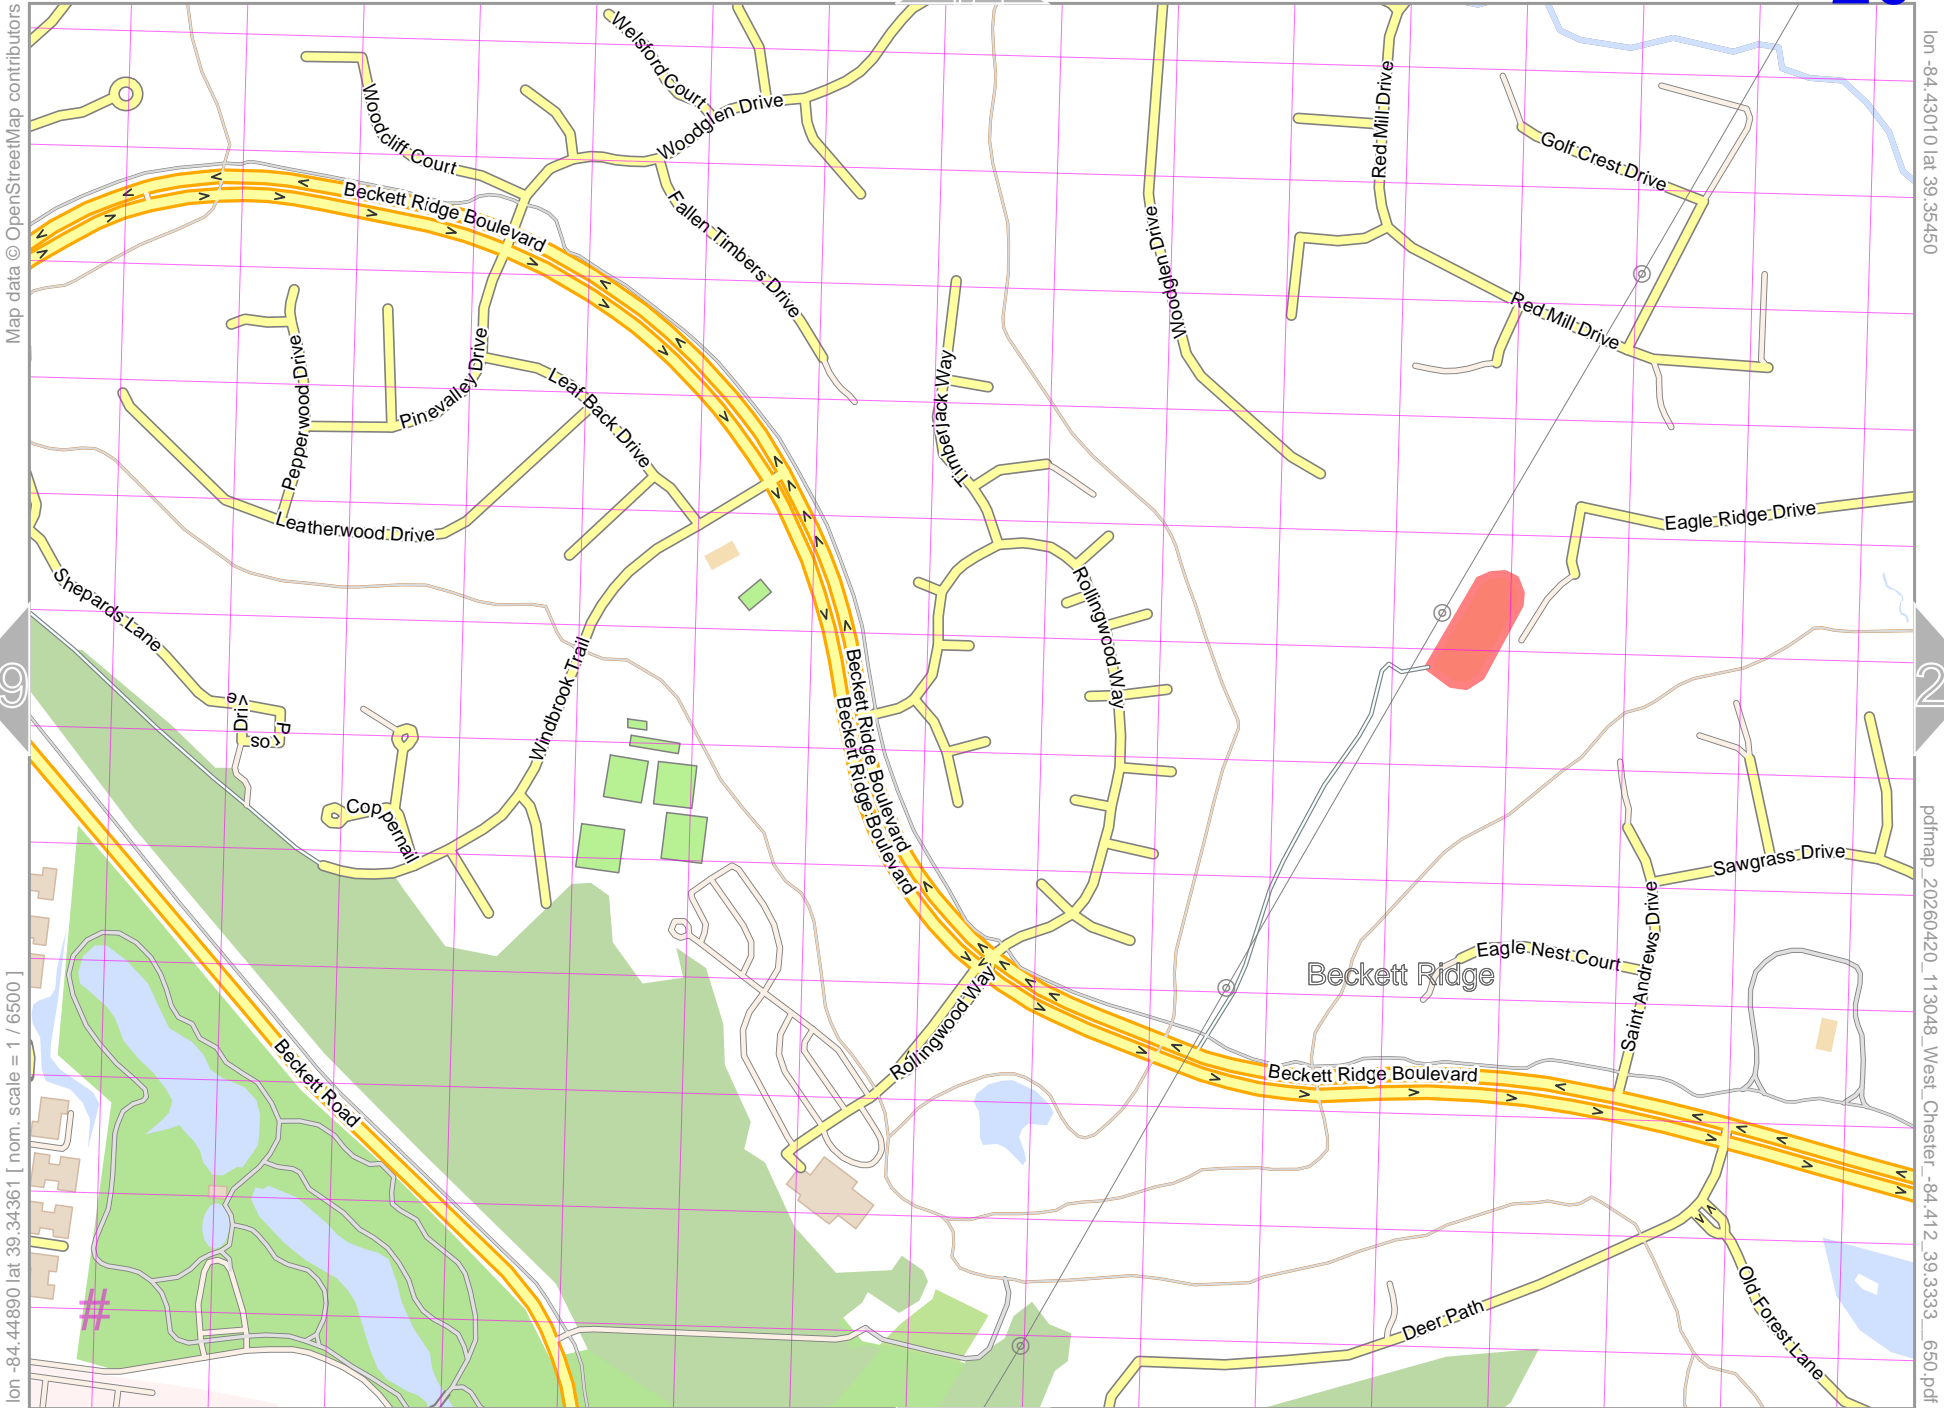 Map data © OpenStreetMap contributors
lon -84.43010 lat 39.35450
Welsford Court
Woodglen Drive
Woodcliff Court
Red Mill Drive
Golf Crest Drive
Beckett Ridge Boulevard
Fallen Timbers Drive
Woodglen Drive
Red Mill Drive
Pepperwood Drive
Pinevalley Drive
Leaf Back Drive
Timberjack Way
Leatherwood Drive
Eagle Ridge Drive
Shepards Lane
Rollingwood Way
9
2
Windbrook Trail
Beckett Ridge Boulevard
Beckett Ridge Boulevard
Coppernail
Sawgrass Drive
Saint Andrews Drive
Eagle Nest Court
Beckett Ridge
Rollingwood Way
Beckett Road
Beckett Ridge Boulevard
Old Forest Lane
Deer Path
#
lon -84.44890 lat 39.34361 [ nom. scale = 1 / 6500 ]
pdfmap_20260420_113048_West_Chester_-84.412_39.3333__650.pdf